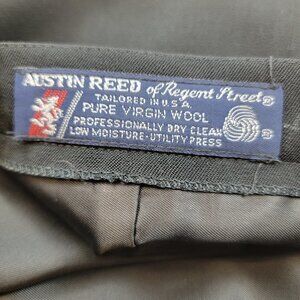 AUSTIN REED of Regent Street®
TAILORED IN U.S.A.
PURE VIRGIN WOOL
PROFESSIONALLY DRY CLEAN
LOW MOISTURE-UTILITY PRESS
®